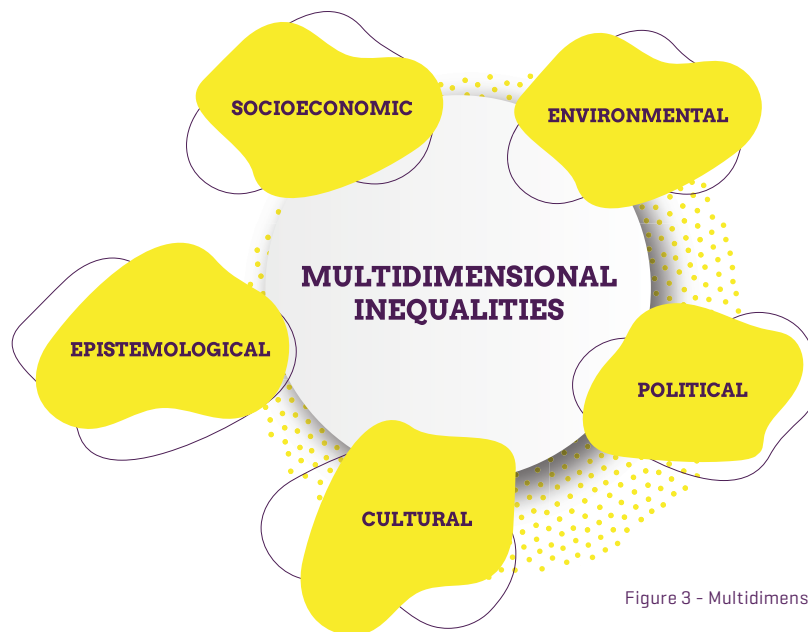 SOCIOECONOMIC
ENVIRONMENTAL
MULTIDIMENSIONAL
INEQUALITIES
EPISTEMOLOGICAL
POLITICAL
CULTURAL
Figure 3 - Multidimens